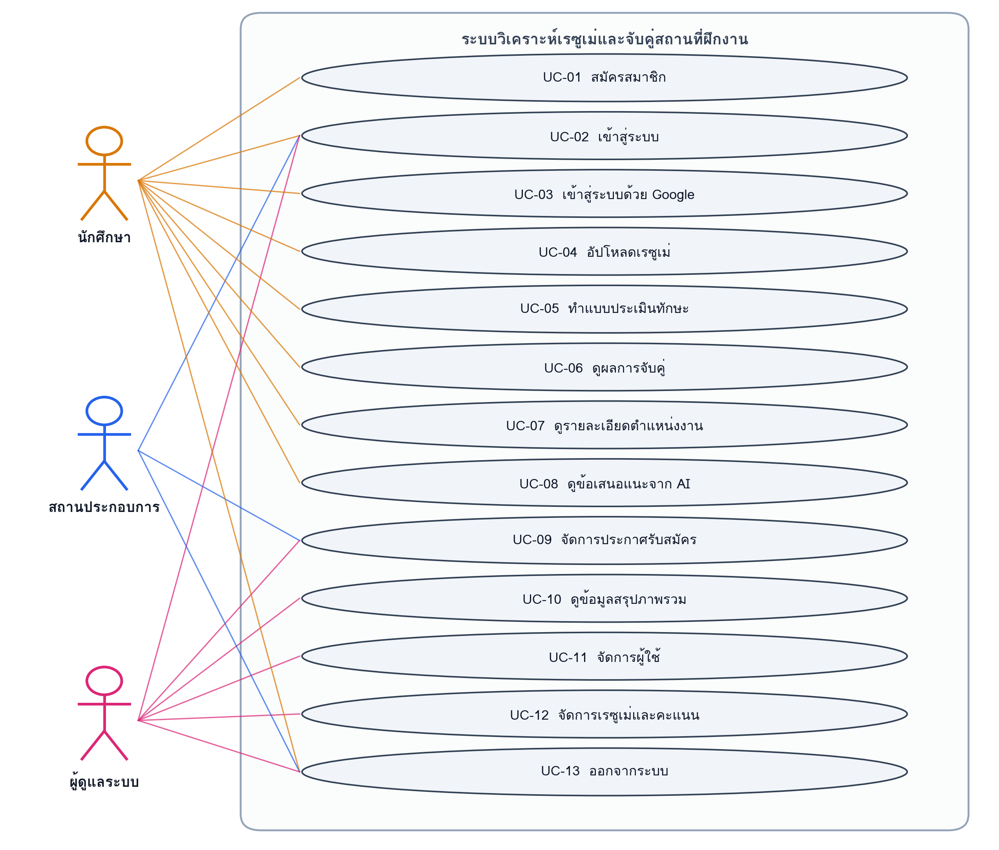 ระบบวิเคราะห์เรซูเม่และจับคู่สถานที่ฝึกงาน
UC-01 สมัครสมาชิก
UC-02 เข้าสู่ระบบ
UC-03 เข้าสู่ระบบด้วย Google
นักศึกษา
UC-04 อัปโหลดเรซูเม่
UC-05 ทำแบบประเมินทักษะ
UC-06 ดูผลการจับคู่
UC-07 ดูรายละเอียดตำแหน่งงาน
UC-08 ดูข้อเสนอแนะจาก AI
สถานประกอบการ
UC-09 จัดการประกาศรับสมัคร
UC-10 ดูข้อมูลสรุปภาพรวม
UC-11 จัดการผู้ใช้
UC-12 จัดการเรซูเม่และคะแนน
UC-13 ออกจากระบบ
ผู้ดูแลระบบ